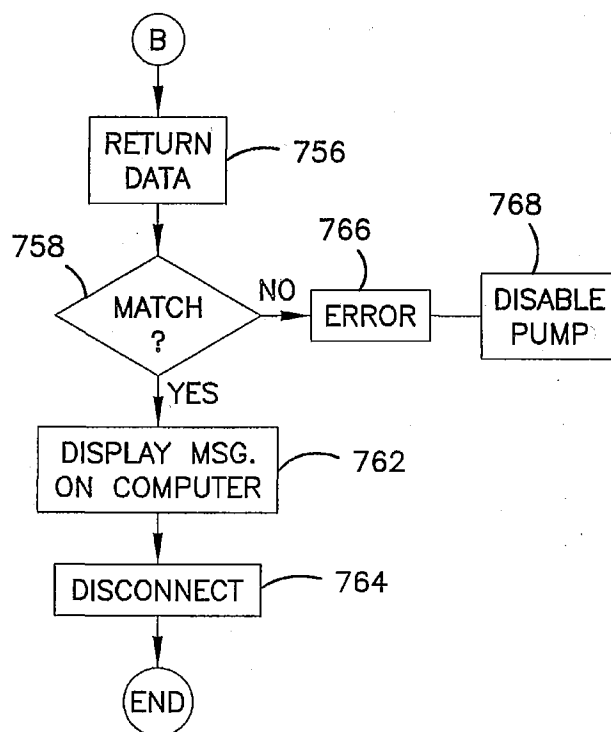 B
RETURN
DATA
756
758
MATCH
?
NO
766
ERROR
768
DISABLE
PUMP
YES
DISPLAY MSG.
ON COMPUTER
762
DISCONNECT
764
END